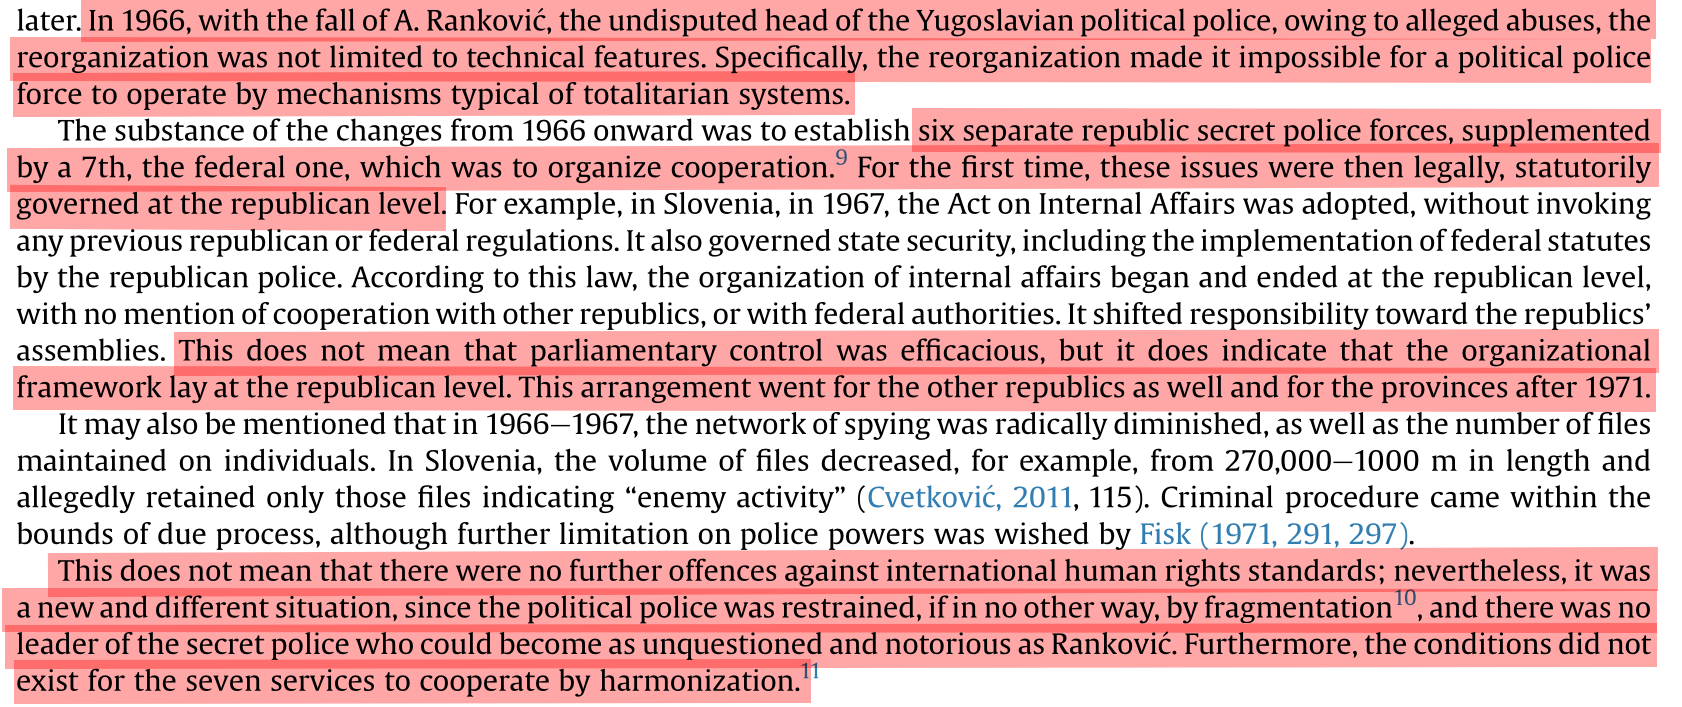 later. In 1966, with the fall of A. Ranković, the undisputed head of the Yugoslavian political police, owing to alleged abuses, the
reorganization was not limited to technical features. Specifically, the reorganization made it impossible for a political police
force to operate by mechanisms typical of totalitarian systems.
The substance of the changes from 1966 onward was to establish six separate republic secret police forces, supplemented
by a 7th, the federal one, which was to organize cooperation.9 For the first time, these issues were then legally, statutorily
governed at the republican level. For example, in Slovenia, in 1967, the Act on Internal Affairs was adopted, without invoking
any previous republican or federal regulations. It also governed state security, including the implementation of federal statutes
by the republican police. According to this law, the organization of internal affairs began and ended at the republican level,
with no mention of cooperation with other republics, or with federal authorities. It shifted responsibility toward the republics’
assemblies. This does not mean that parliamentary control was efficacious, but it does indicate that the organizational
framework lay at the republican level. This arrangement went for the other republics as well and for the provinces after 1971.
It may also be mentioned that in 1966–1967, the network of spying was radically diminished, as well as the number of files
maintained on individuals. In Slovenia, the volume of files decreased, for example, from 270,000–1000 m in length and
allegedly retained only those files indicating “enemy activity” (Cvetković, 2011, 115). Criminal procedure came within the
bounds of due process, although further limitation on police powers was wished by Fisk (1971, 291, 297).
This does not mean that there were no further offences against international human rights standards; nevertheless, it was
a new and different situation, since the political police was restrained, if in no other way, by fragmentation10, and there was no
leader of the secret police who could become as unquestioned and notorious as Ranković. Furthermore, the conditions did not
exist for the seven services to cooperate by harmonization.11